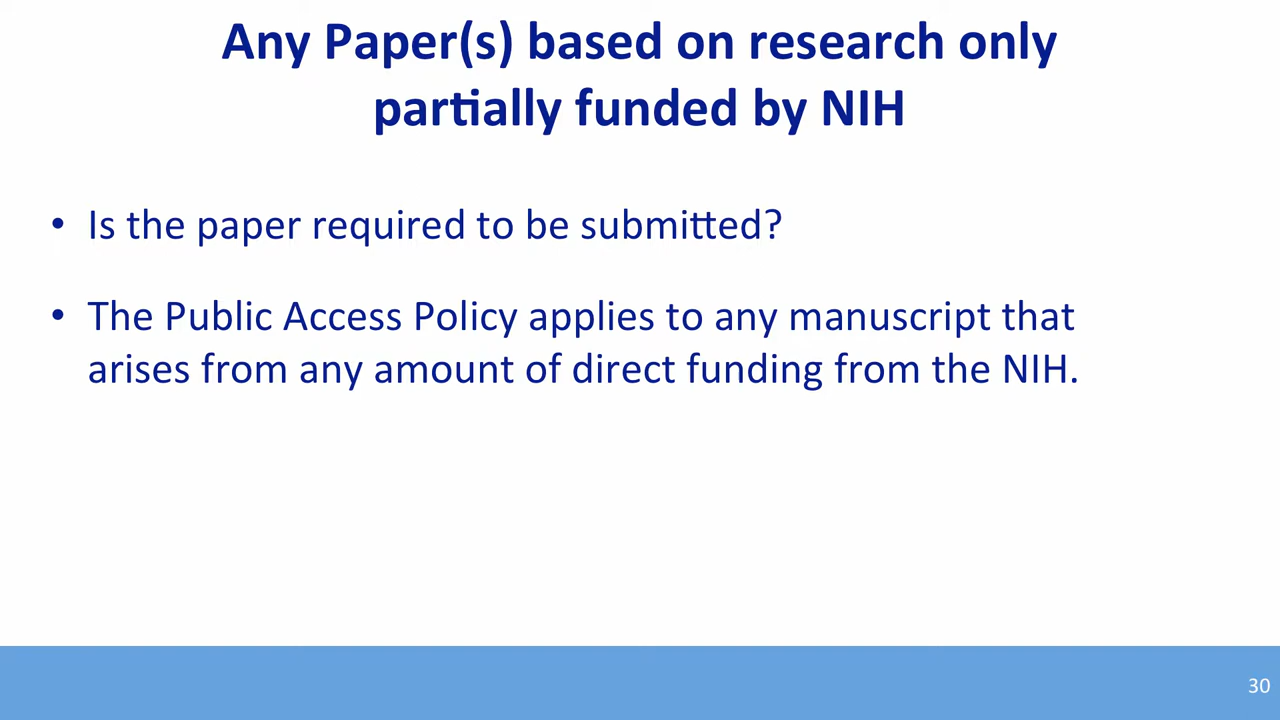 Any Paper(s) based on research only
partially funded by NIH
• Is the paper required to be submitted?
• The Public Access Policy applies to any manuscript that
arises from any amount of direct funding from the NIH.
30